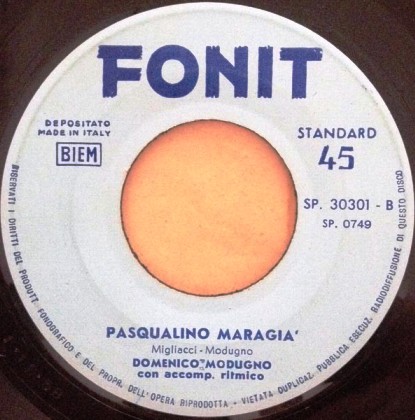 FONIT
DEPOSITATO
MADE IN ITALY
BIEM
STANDARD
45
SP. 30301 - B
SP. 0749
PASQUALINO MARAGIA'
Migliacci - Modugno
DOMENICO MODUGNO
con accomp. ritmico
RISERVATI I DIRITTI DEL PRODUTT. FONOGRAFICO E DEL PROPR. DELL'OPERA RIPRODOTTA - VIETATA DUPLICAZ. PUBBLICA ESECUZ. RADIODIFFUSIONE DI QUESTO DISCO